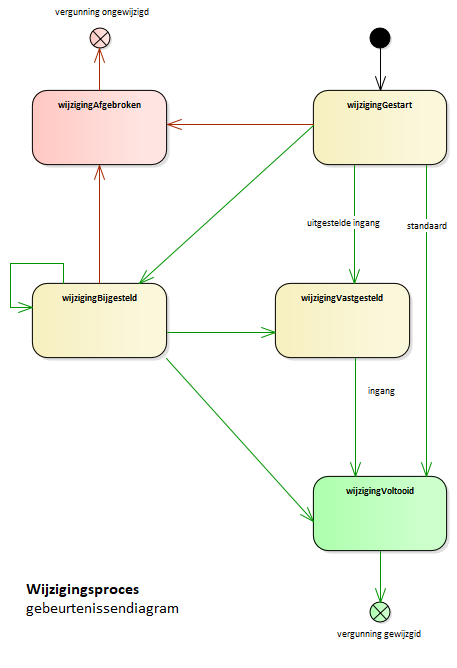 vergunning ongewijzigd
wijzigingAfgebroken
wijzigingGestart
uitgestelde ingang
standaard
wijzigingBijgesteld
wijzigingVastgesteld
ingang
wijzigingVoltooid
Wijzigingsproces
gebeurtenissendiagram
vergunning gewijzgid